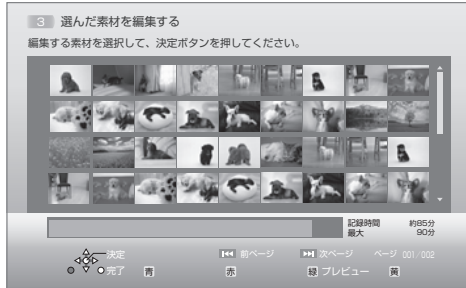 3 選んだ素材を編集する
編集する素材を選択して、決定ボタンを押してください。
記録時間 約85分
最大 90分
決定 前ページ 次ページ ページ 001/002
完了 青 赤 緑 プレビュー 黄